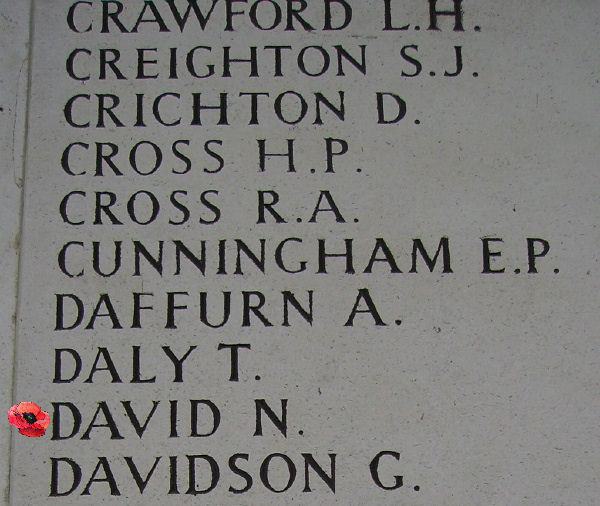 CRAWFORD L.H.
CREIGHTON S.J.
CRICHTON D.
CROSS H.P.
CROSS R.A.
CUNNINGHAM E.P.
DAFFURN A.
DALY T.
DAVID N.
DAVIDSON G.